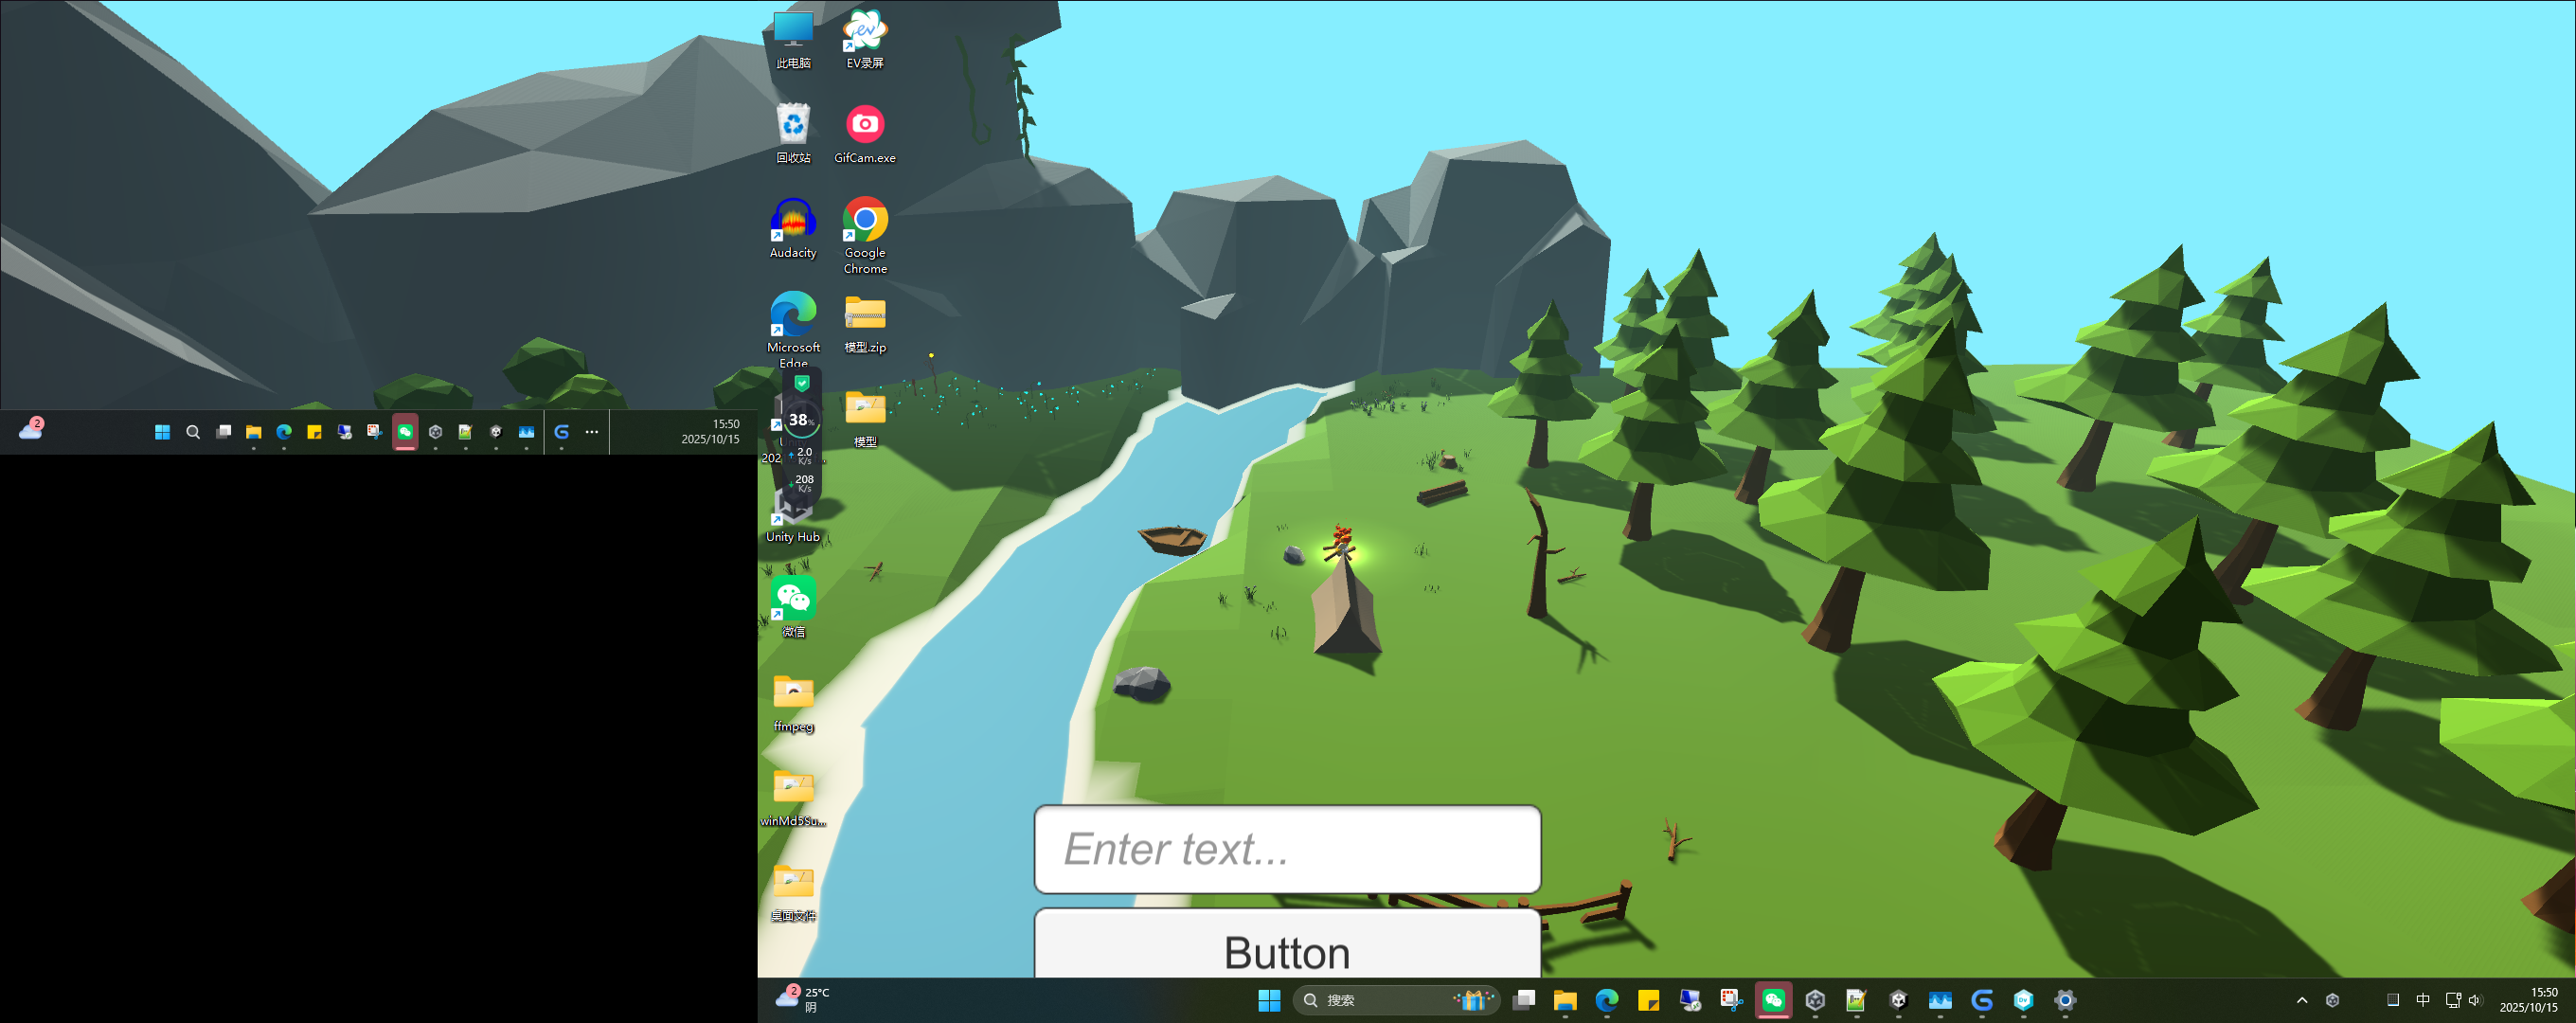 此电脑
EV录屏
回收站
GifCam.exe
Audacity
Google
Chrome
Microsoft
Edge
模型.zip
38%
2.0
K/s
208
K/s
模型
Unity Hub
微信
ffmpeg
winMd5Su...
桌面文件
2
15:50
2025/10/15
Enter text...
Button
2
25°C
阴
搜索
中
15:50
2025/10/15